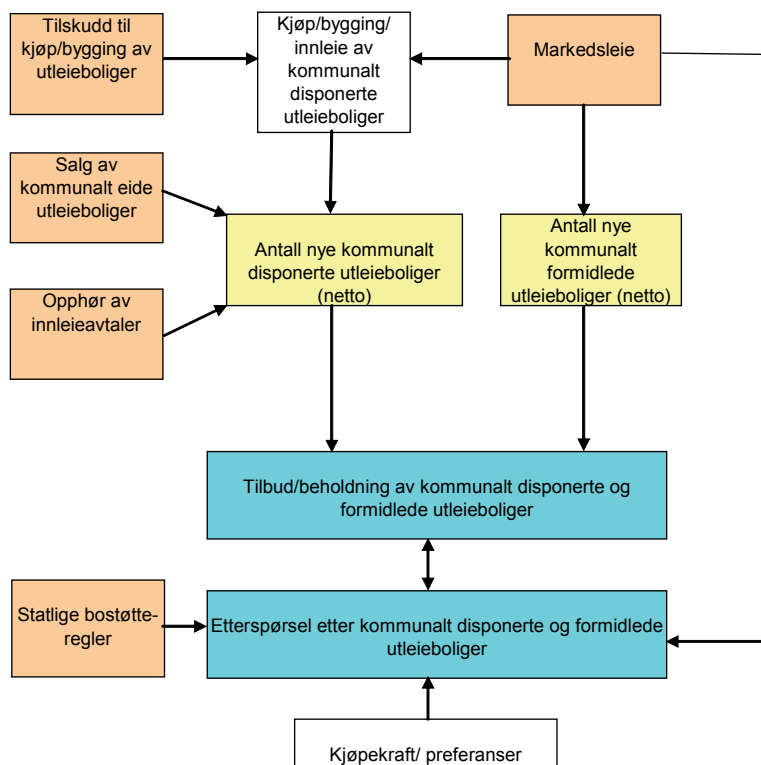 Tilskudd til
kjøp/bygging av
utleieboliger
Kjøp/bygging/
innleie av
kommunalt
disponerte
utleieboliger
Markedsleie
Salg av
kommunalt eide
utleieboliger
Antall nye kommunalt
disponerte utleieboliger
(netto)
Antall nye
kommunalt
formidlede
utleieboliger (netto)
Opphør av
innleieavtaler
Tilbud/beholdning av kommunalt disponerte og
formidlede utleieboliger
Statlige bostøtte-
regler
Etterspørsel etter kommunalt disponerte og formidlede
utleieboliger
Kjøpekraft/ preferanser